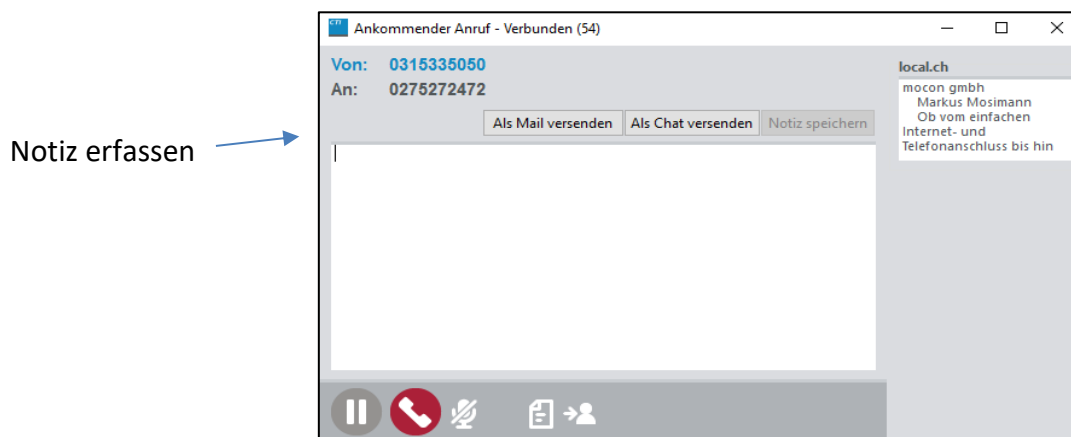 CTI
Ankommender Anruf - Verbunden (54)
Von: 0315335050
An: 0275272472
Als Mail versenden Als Chat versenden Notiz speichern
Notiz erfassen
local.ch
mocon gmbh
Markus Mosimann
Ob vom einfachen
Internet- und
Telefonanschluss bis hin